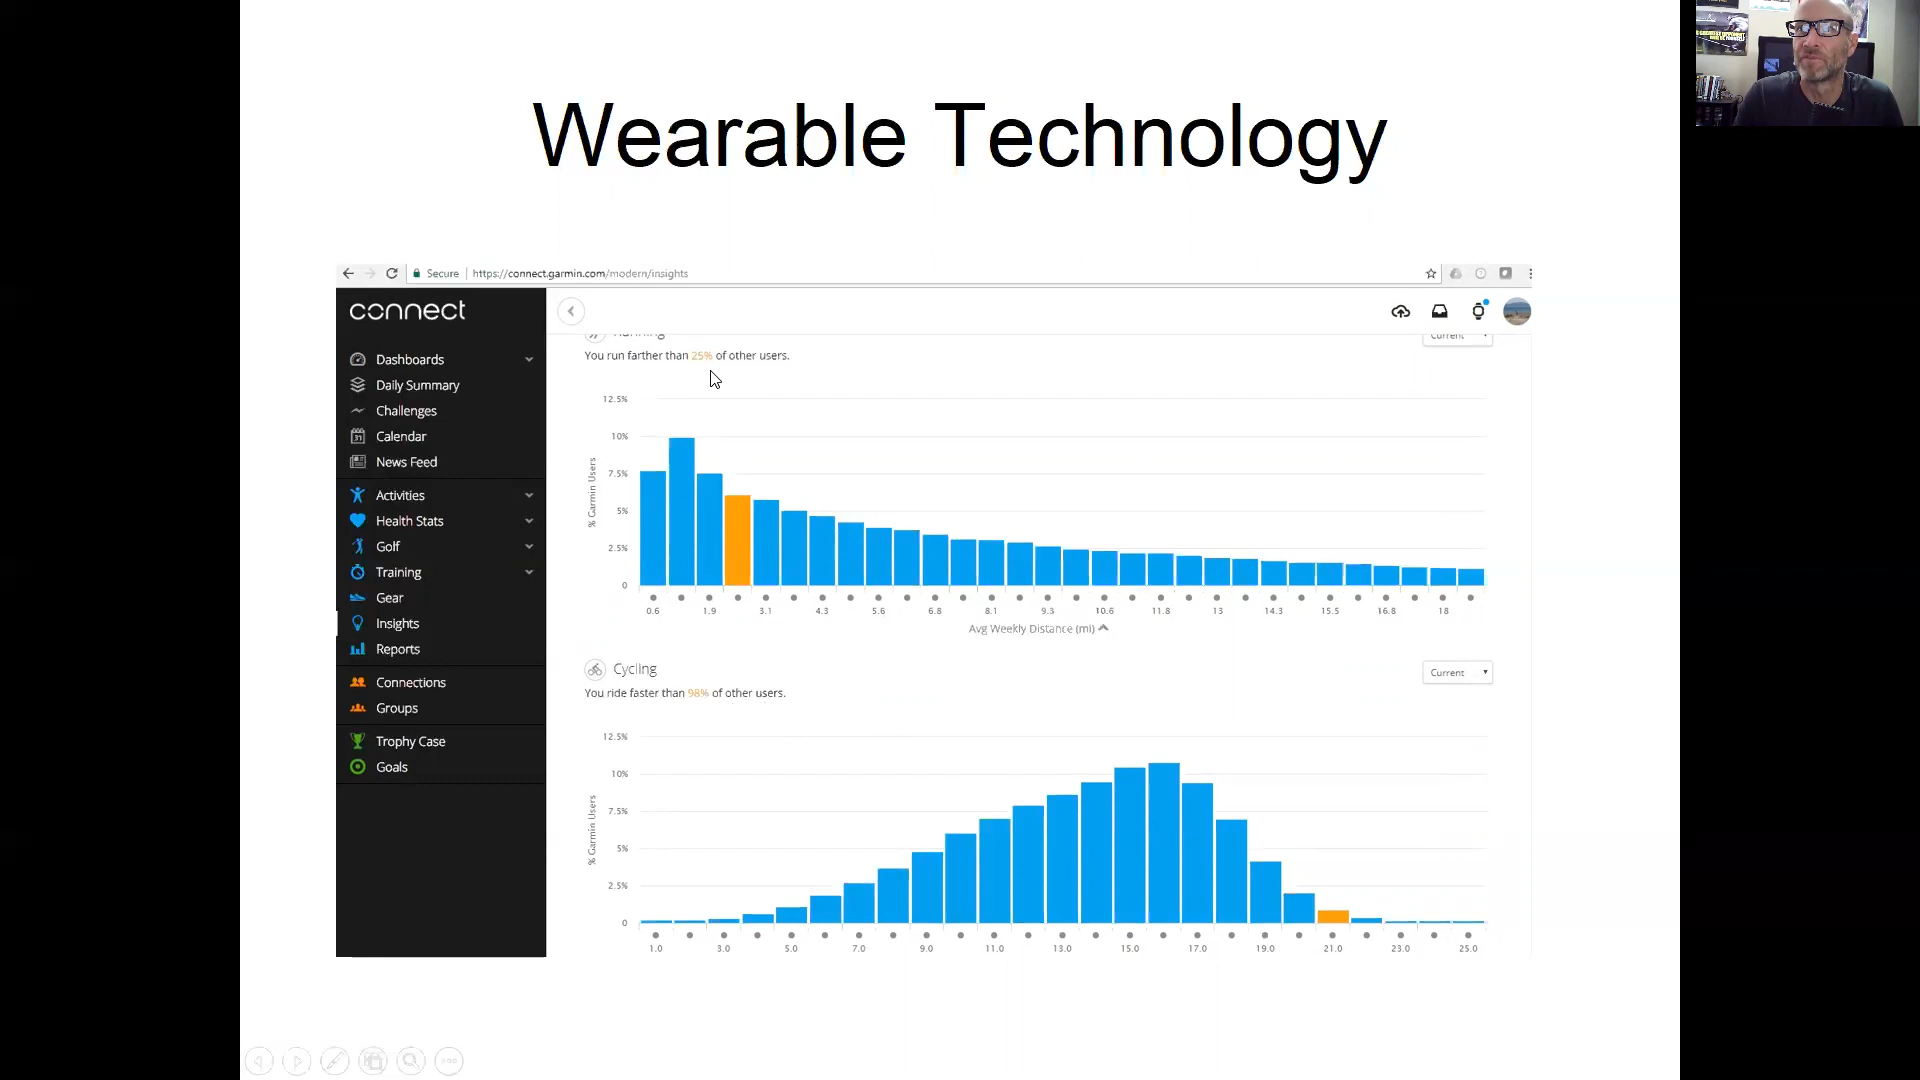 Wearable Technology
Secure https://connect.garmin.com/modern/insights
connect
Dashboards
Daily Summary
Challenges
31 Calendar
News Feed
Activities
Health Stats
Golf
Training
Gear
Insights
Reports
Connections
Groups
Trophy Case
Goals
Running
Current
You run farther than 25% of other users.
12.5%
10%
7.5%
5%
2.5%
0
% Garmin Users
0.6 1.9 3.1 4.3 5.6 6.8 8.1 9.3 10.6 11.8 13 14.3 15.5 16.8 18
Avg Weekly Distance (mi)
Cycling
Current
You ride faster than 98% of other users.
12.5%
10%
7.5%
5%
2.5%
0
% Garmin Users
1.0 3.0 5.0 7.0 9.0 11.0 13.0 15.0 17.0 19.0 21.0 23.0 25.0